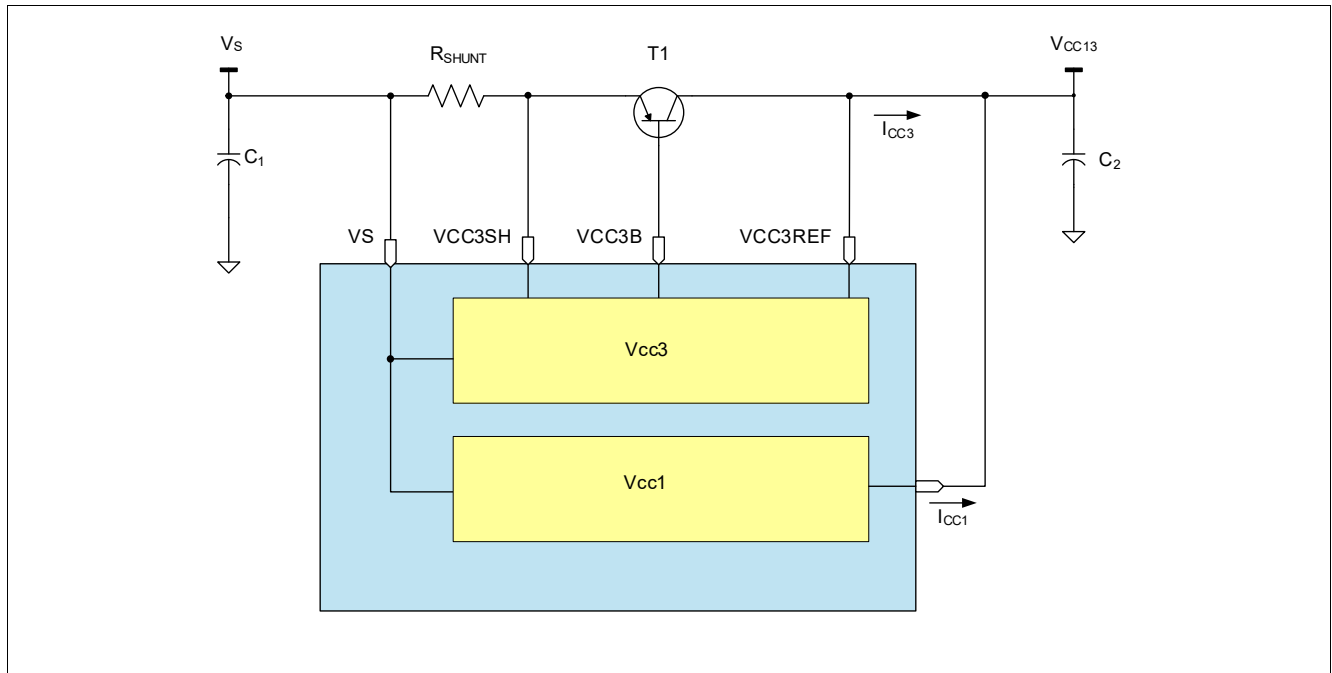 VS
RSHUNT
T1
VCC13
ICC3
C1
C2
VS
VCC3SH
VCC3B
VCC3REF
Vcc3
Vcc1
ICC1